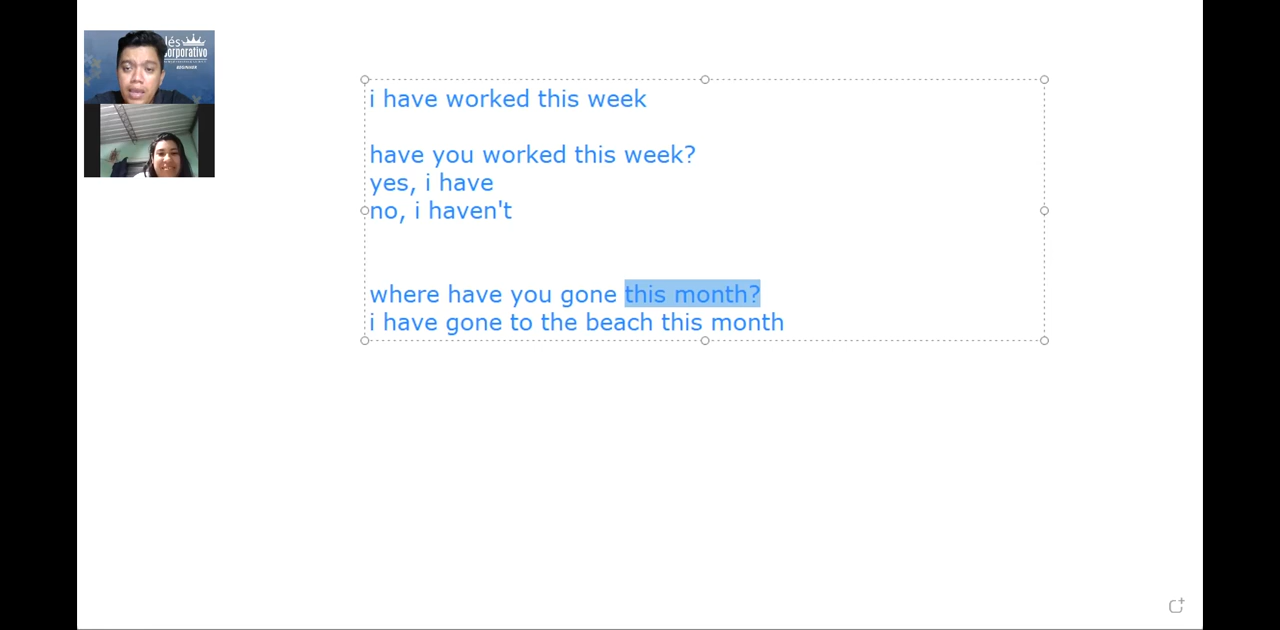 orporativo
i have worked this week
have you worked this week?
yes, i have
no, i haven't
where have you gone this month?
i have gone to the beach this month